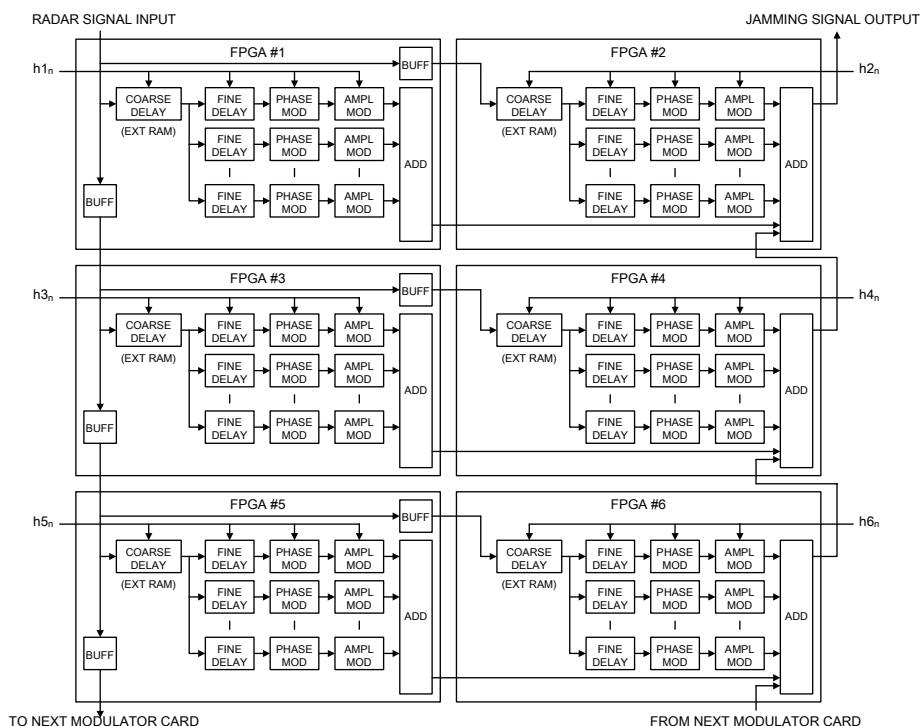 RADAR SIGNAL INPUT
JAMMING SIGNAL OUTPUT
FPGA #1
BUFF
h1n
COARSE
DELAY
(EXT RAM)
FINE
DELAY
PHASE
MOD
AMPL
MOD
FINE
DELAY
PHASE
MOD
AMPL
MOD
FINE
DELAY
PHASE
MOD
AMPL
MOD
ADD
BUFF
FPGA #2
h2n
COARSE
DELAY
(EXT RAM)
FINE
DELAY
PHASE
MOD
AMPL
MOD
FINE
DELAY
PHASE
MOD
AMPL
MOD
FINE
DELAY
PHASE
MOD
AMPL
MOD
ADD
FPGA #3
BUFF
h3n
COARSE
DELAY
(EXT RAM)
FINE
DELAY
PHASE
MOD
AMPL
MOD
FINE
DELAY
PHASE
MOD
AMPL
MOD
FINE
DELAY
PHASE
MOD
AMPL
MOD
ADD
BUFF
FPGA #4
h4n
COARSE
DELAY
(EXT RAM)
FINE
DELAY
PHASE
MOD
AMPL
MOD
FINE
DELAY
PHASE
MOD
AMPL
MOD
FINE
DELAY
PHASE
MOD
AMPL
MOD
ADD
FPGA #5
BUFF
h5n
COARSE
DELAY
(EXT RAM)
FINE
DELAY
PHASE
MOD
AMPL
MOD
FINE
DELAY
PHASE
MOD
AMPL
MOD
FINE
DELAY
PHASE
MOD
AMPL
MOD
ADD
BUFF
FPGA #6
h6n
COARSE
DELAY
(EXT RAM)
FINE
DELAY
PHASE
MOD
AMPL
MOD
FINE
DELAY
PHASE
MOD
AMPL
MOD
FINE
DELAY
PHASE
MOD
AMPL
MOD
ADD
TO NEXT MODULATOR CARD
FROM NEXT MODULATOR CARD